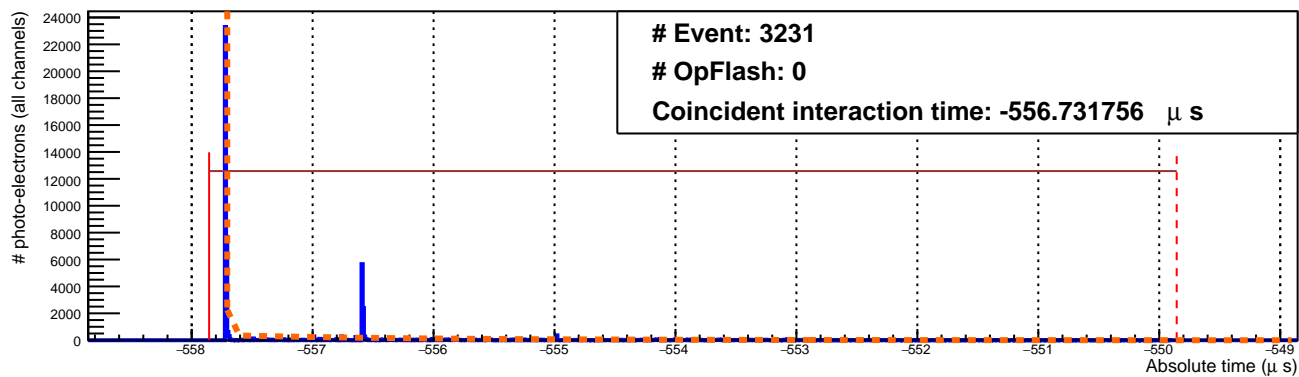 # Event: 3231
# OpFlash: 0
Coincident interaction time: -556.731756 μ s
# photo-electrons (all channels)
24000
22000
20000
18000
16000
14000
12000
10000
8000
6000
4000
2000
0
−558 −557 −556 −555 −554 −553 −552 −551 −550 −549
Absolute time (μ s)